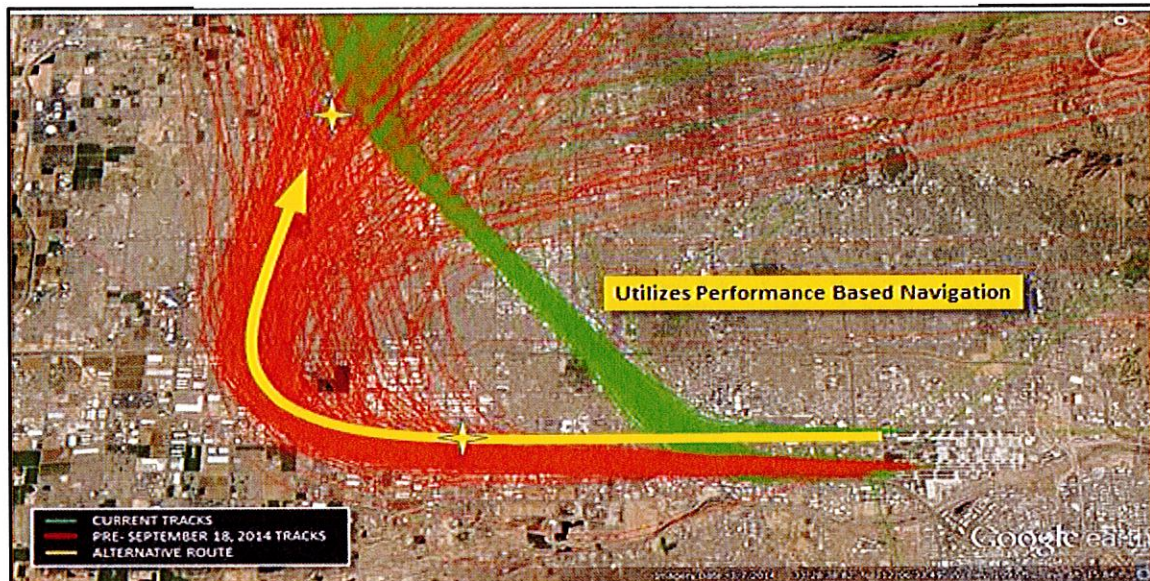 Utilizes Performance Based Navigation
CURRENT TRACKS
PRE- SEPTEMBER 18, 2014 TRACKS
ALTERNATIVE ROUTE
Google earth